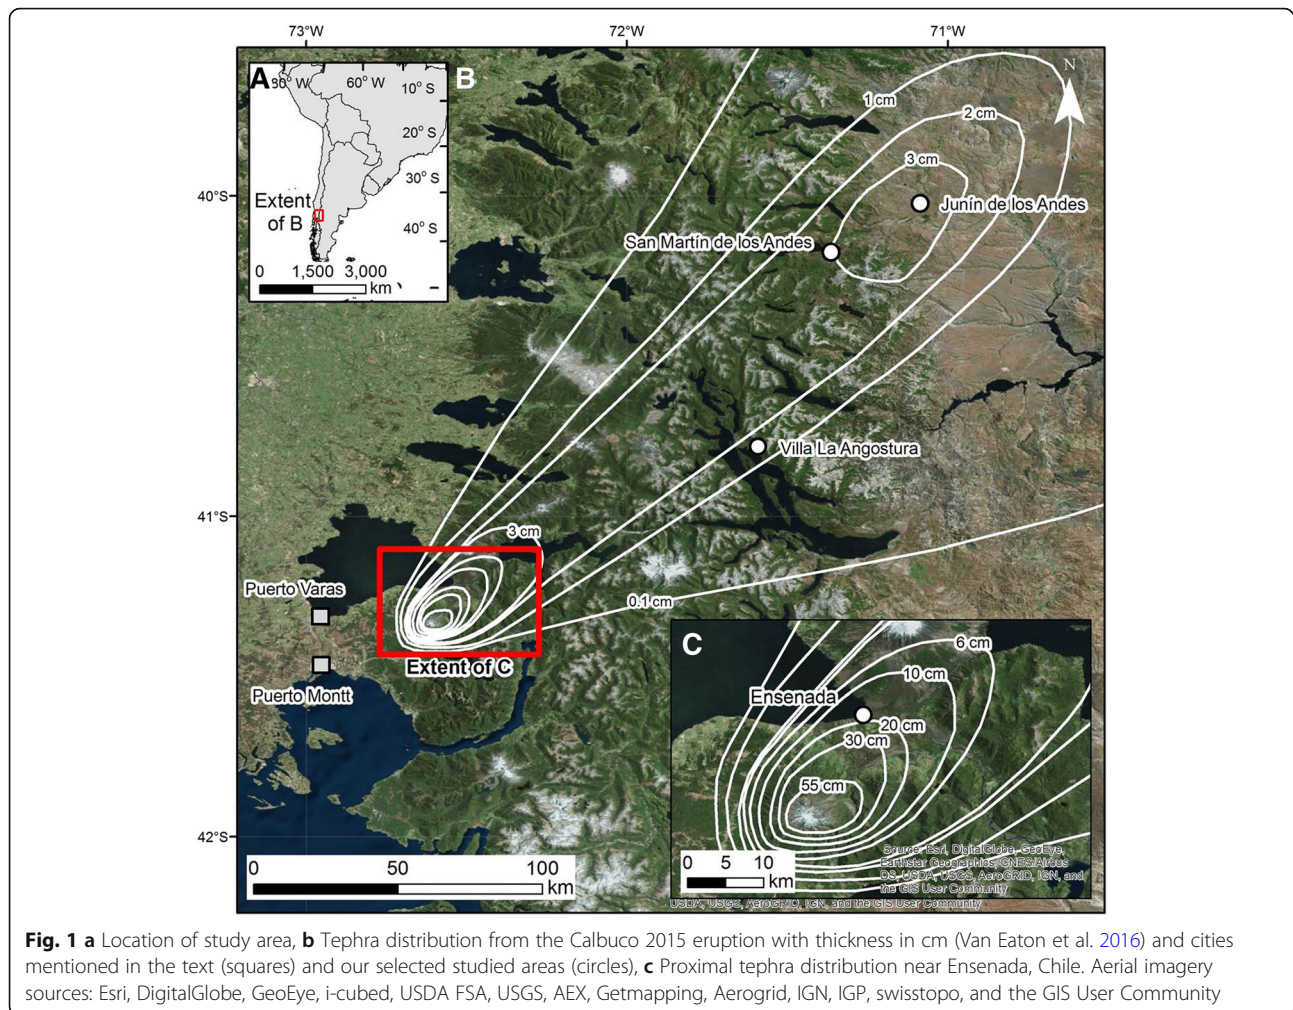 73°W
72°W
71°W
A
B
80° W
60° W
10° S
20° S
30° S
40° S
Extent
of B
0
1,500
3,000
km
N
1 cm
2 cm
3 cm
40°S
Junín de los Andes
San Martín de los Andes
Villa La Angostura
41°S
3 cm
Puerto Varas
0.1 cm
Extent of C
Puerto Montt
C
6 cm
10 cm
Ensenada
20 cm
30 cm
55 cm
42°S
0
50
100
km
0
5
10
km
Source: Esri, DigitalGlobe, GeoEye,
Earthstar Geographics, CNES/Airbus
DS, USDA, USGS, AeroGRID, IGN, and
the GIS User Community
USDA, USGS, AeroGRID, IGN, and the GIS User Community
Fig. 1 a Location of study area, b Tephra distribution from the Calbuco 2015 eruption with thickness in cm (Van Eaton et al. 2016) and cities
mentioned in the text (squares) and our selected studied areas (circles), c Proximal tephra distribution near Ensenada, Chile. Aerial imagery
sources: Esri, DigitalGlobe, GeoEye, i-cubed, USDA FSA, USGS, AEX, Getmapping, Aerogrid, IGN, IGP, swisstopo, and the GIS User Community